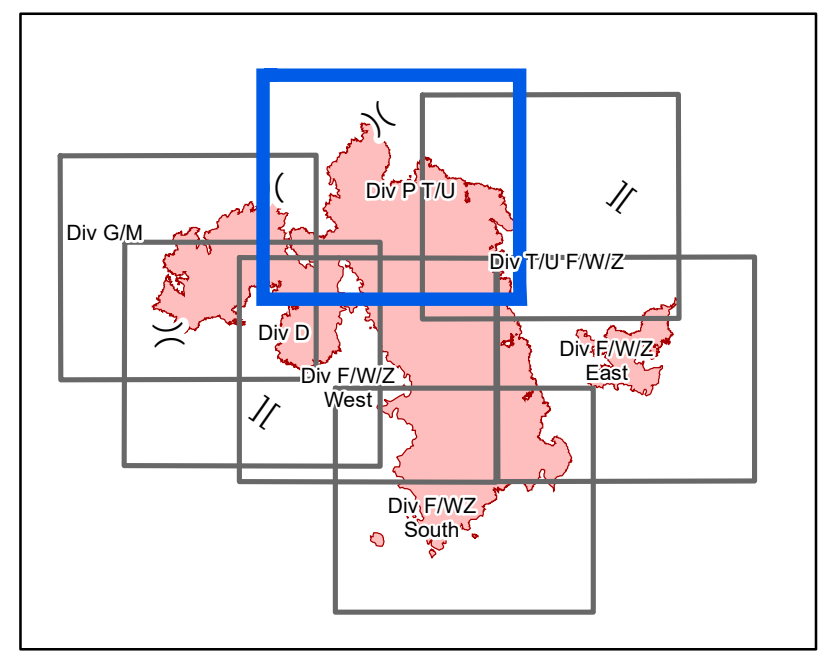 Div P T/U
Div G/M
Div T/U F/W/Z
Div D
Div F/W/Z
East
Div F/W/Z
West
Div F/WZ
South